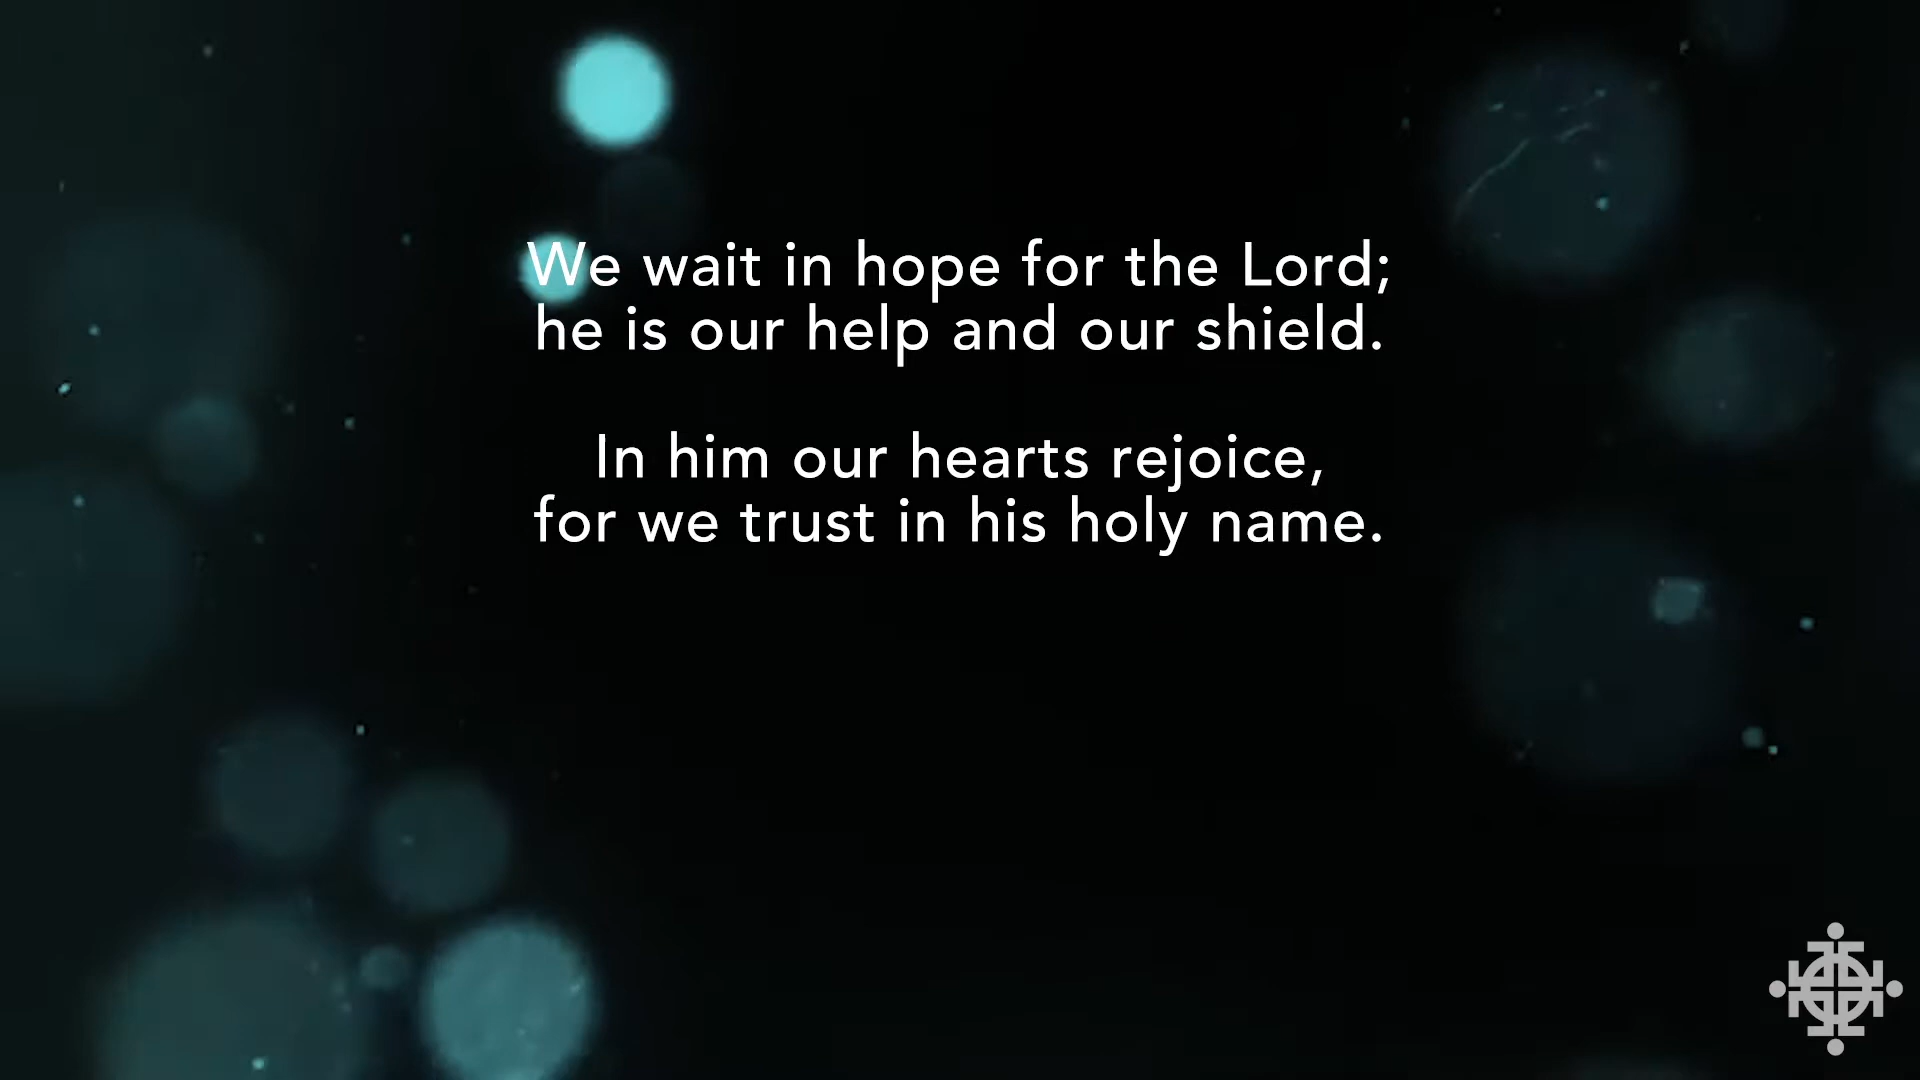 We wait in hope for the Lord;
he is our help and our shield.
In him our hearts rejoice,
for we trust in his holy name.